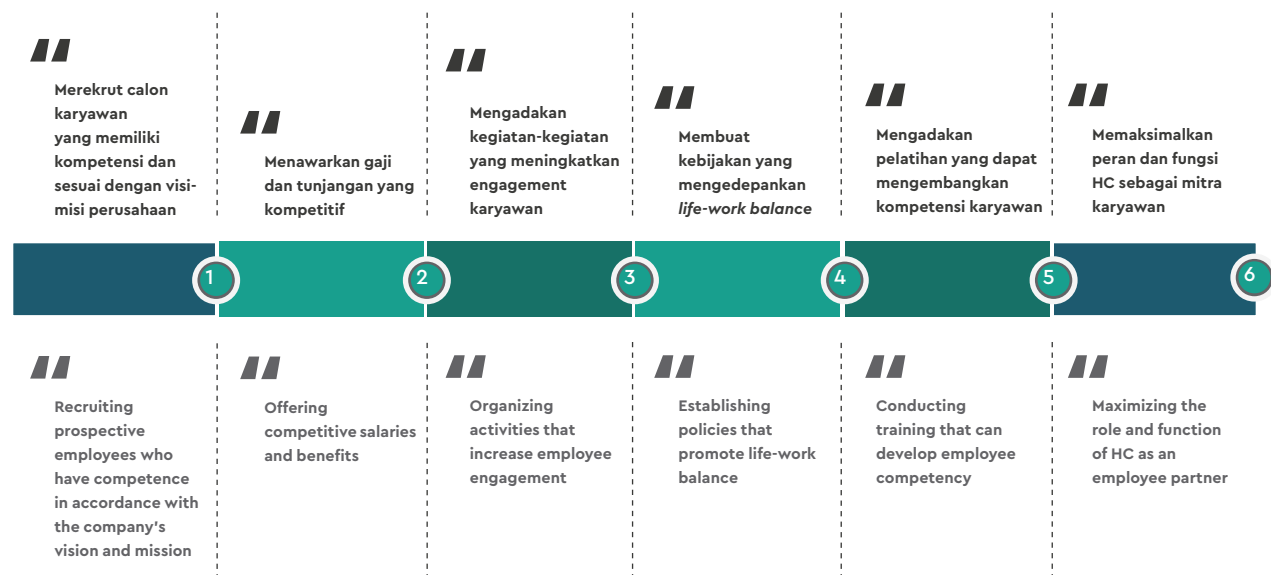 Merekrut calon
karyawan
yang memiliki
kompetensi dan
sesuai dengan visi-
misi perusahaan
Menawarkan gaji
dan tunjangan yang
kompetitif
Mengadakan
kegiatan-kegiatan
yang meningkatkan
engagement
karyawan
Membuat
kebijakan yang
mengedepankan
life-work balance
Mengadakan
pelatihan yang dapat
mengembangkan
kompetensi karyawan
Memaksimalkan
peran dan fungsi
HC sebagai mitra
karyawan
1
2
3
4
5
6
Recruiting
prospective
employees who
have competence
in accordance with
the company's
vision and mission
Offering
competitive salaries
and benefits
Organizing
activities that
increase employee
engagement
Establishing
policies that
promote life-work
balance
Conducting
training that can
develop employee
competency
Maximizing the
role and function
of HC as an
employee partner